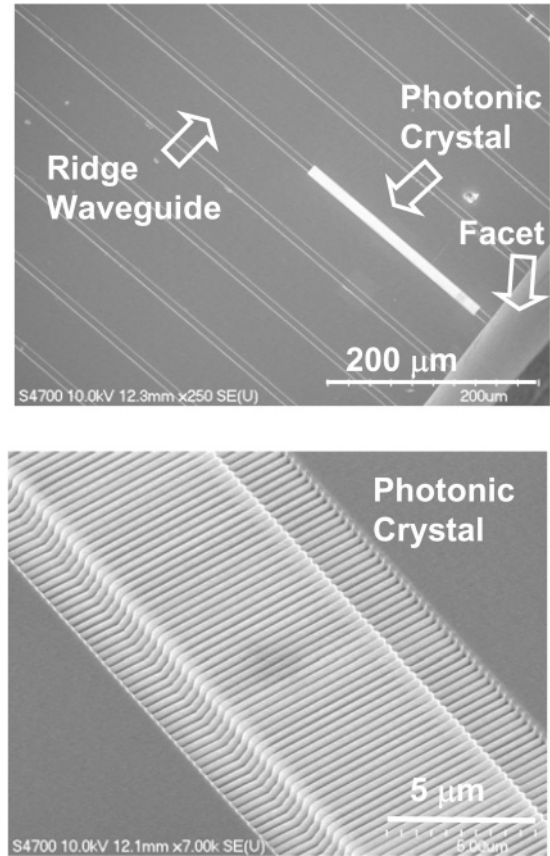 Photonic
Crystal
Ridge
Waveguide
Facet
200 μm
S4700 10.0kV 12.3mm x250 SE(U)
200um
Photonic
Crystal
5 μm
S4700 10.0kV 12.1mm x7.00k SE(U)
5.00um